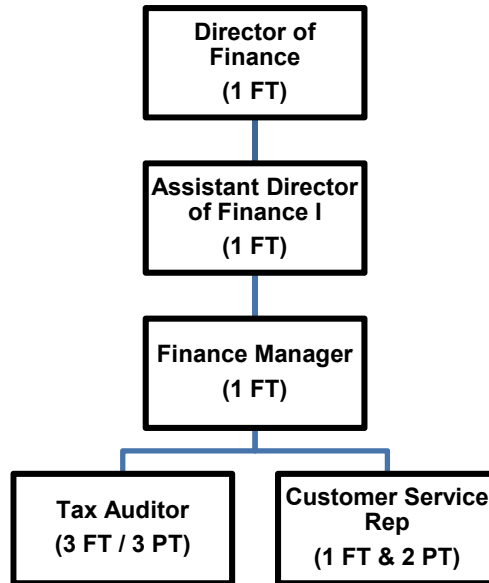 Director of
Finance
(1 FT)
Assistant Director
of Finance I
(1 FT)
Finance Manager
(1 FT)
Tax Auditor
(3 FT / 3 PT)
Customer Service
Rep
(1 FT & 2 PT)